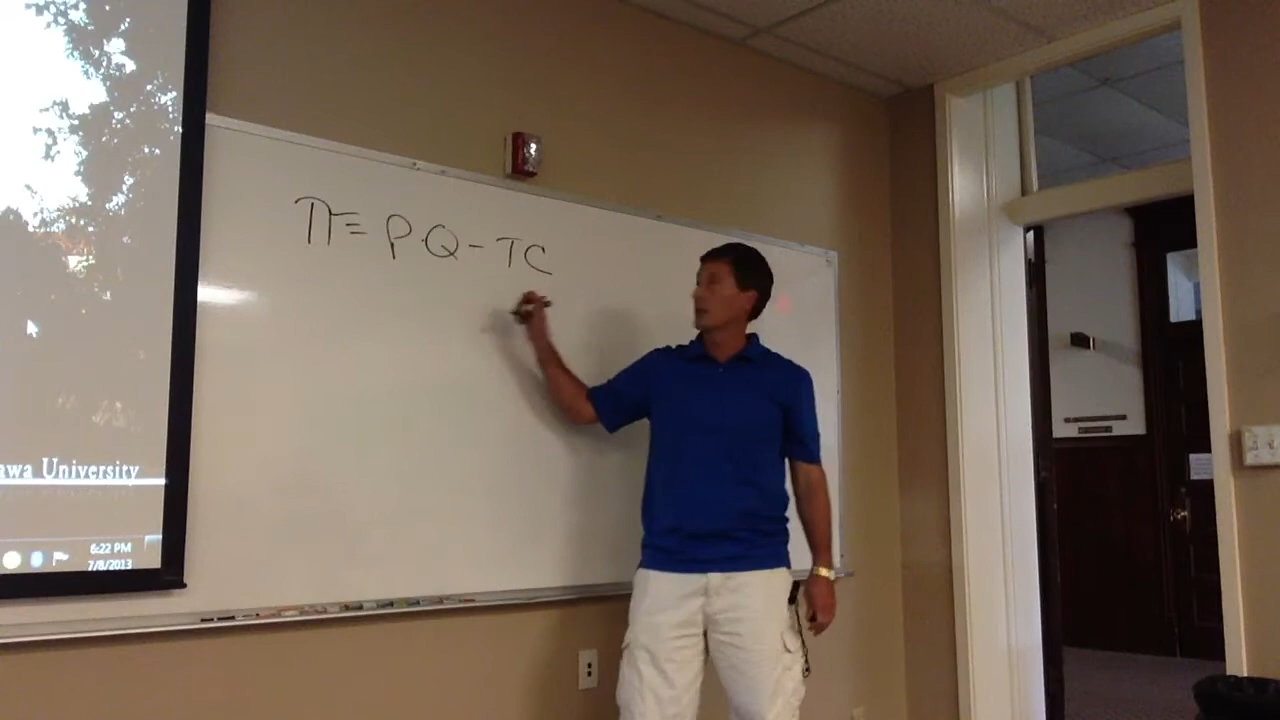 π = P·Q - TC
awa University
6:22 PM
7/8/2013